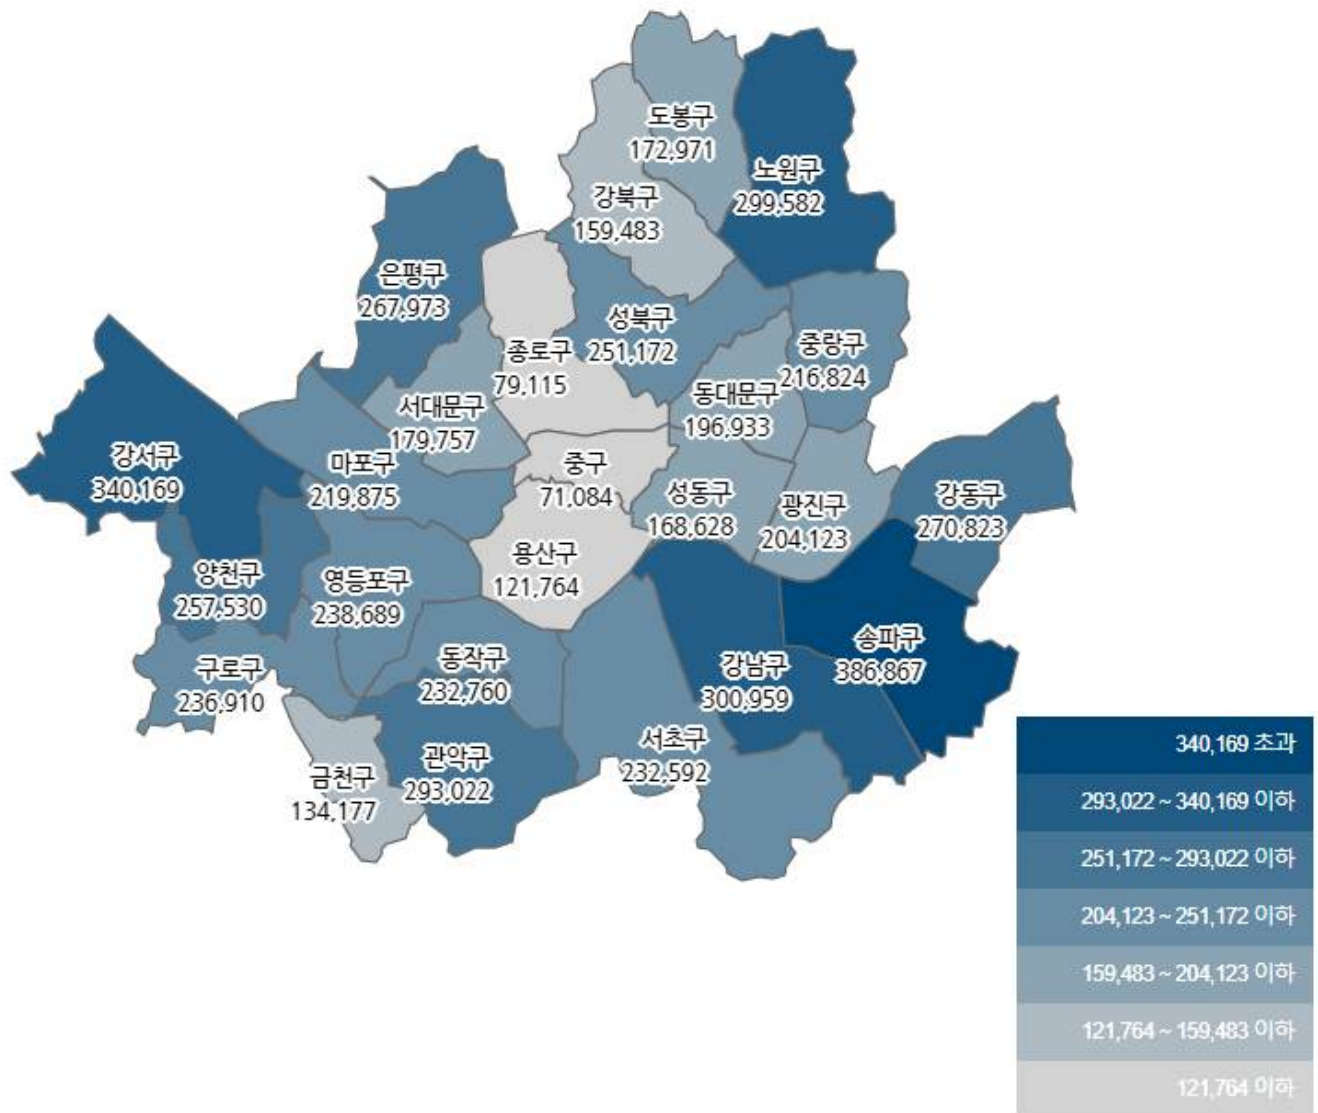 도봉구
172,971
노원구
299,582
강북구
159,483
은평구
267,973
성북구
251,172
종로구
79,115
중랑구
216,824
동대문구
196,933
서대문구
179,757
강서구
340,169
마포구
219,875
중구
71,084
성동구
168,628
광진구
204,123
강동구
270,823
용산구
121,764
양천구
257,530
영등포구
238,689
구로구
236,910
동작구
232,760
강남구
300,959
송파구
386,867
서초구
232,592
관악구
293,022
금천구
134,177
340,169 초과
293,022 ~ 340,169 이하
251,172 ~ 293,022 이하
204,123 ~ 251,172 이하
159,483 ~ 204,123 이하
121,764 ~ 159,483 이하
121,764 이하